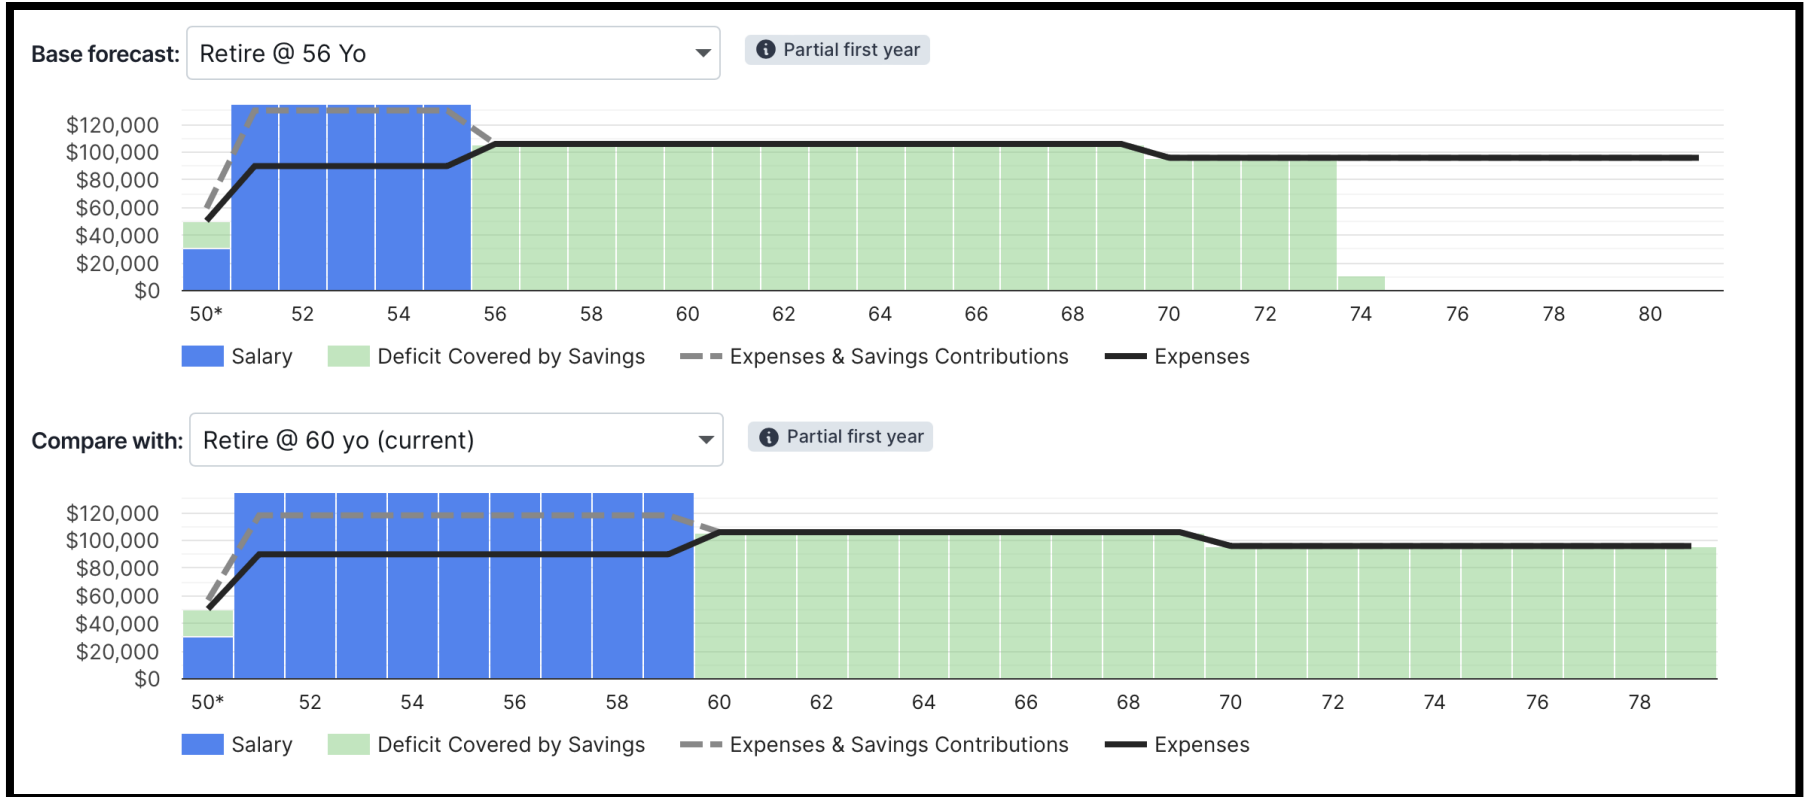 Base forecast: Retire @ 56 Yo Partial first year
$120,000
$100,000
$80,000
$60,000
$40,000
$20,000
$0
50* 52 54 56 58 60 62 64 66 68 70 72 74 76 78 80
Salary Deficit Covered by Savings Expenses & Savings Contributions Expenses
Compare with: Retire @ 60 yo (current) Partial first year
$120,000
$100,000
$80,000
$60,000
$40,000
$20,000
$0
50* 52 54 56 58 60 62 64 66 68 70 72 74 76 78
Salary Deficit Covered by Savings Expenses & Savings Contributions Expenses